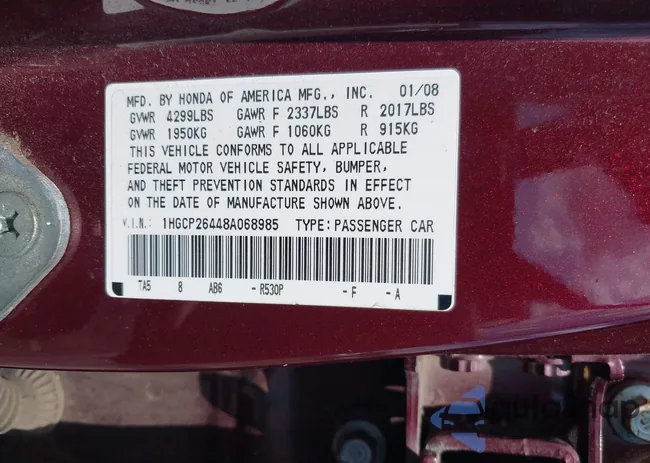 MFD. BY HONDA OF AMERICA MFG., INC. 01/08
GVWR 4299LBS GAWR F 2337LBS R 2017LBS
GVWR 1950KG GAWR F 1060KG R 915KG
THIS VEHICLE CONFORMS TO ALL APPLICABLE
FEDERAL MOTOR VEHICLE SAFETY, BUMPER,
AND THEFT PREVENTION STANDARDS IN EFFECT
ON THE DATE OF MANUFACTURE SHOWN ABOVE.
V.I.N.: 1HGCP26448A068985 TYPE: PASSENGER CAR
TA5 8 AB6 - R530P - F - A